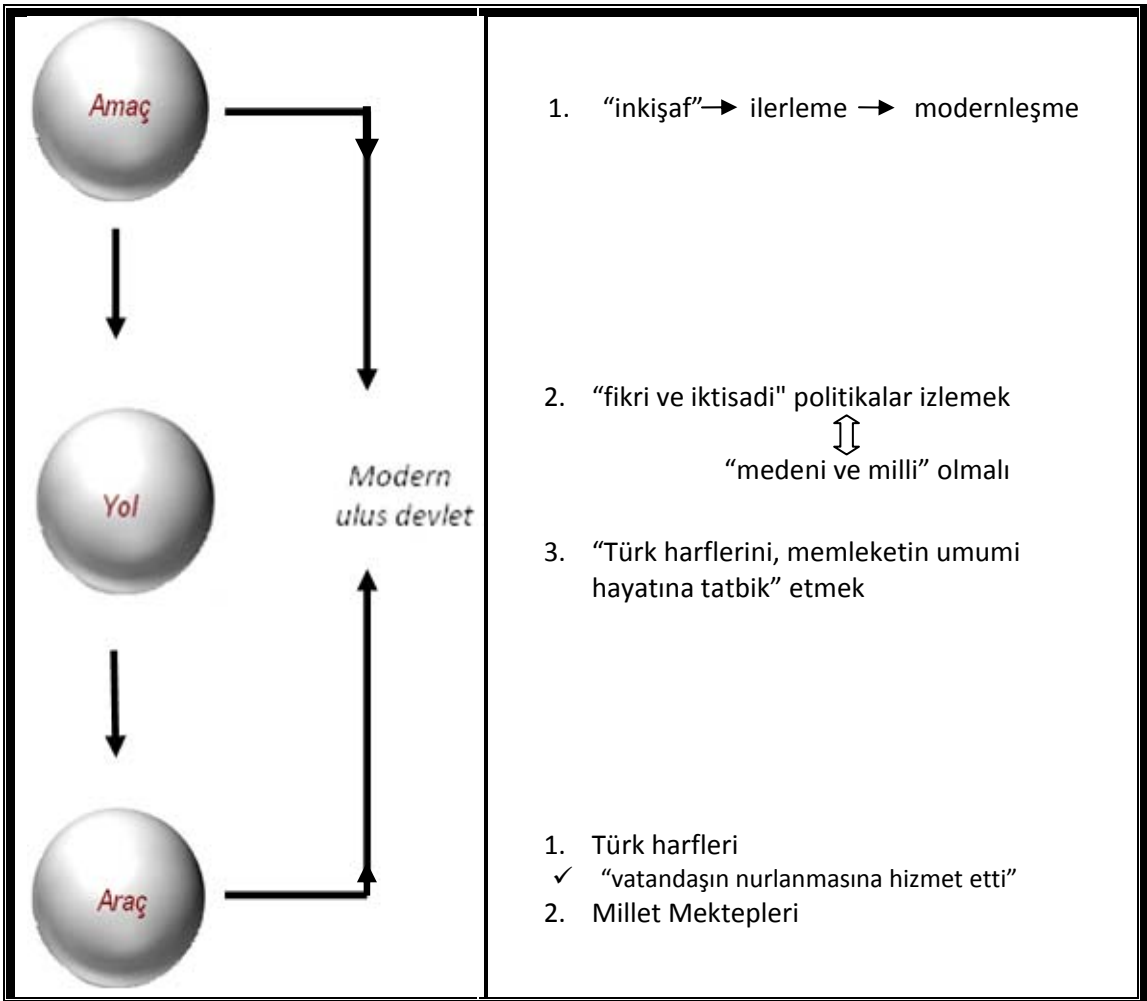 Amaç
1. “inkişaf” → ilerleme → modernleşme
2. “fikri ve iktisadi" politikalar izlemek
“medeni ve milli” olmalı
Yol
Modern
ulus devlet
3. “Türk harflerini, memleketin umumi
hayatına tatbik” etmek
Araç
1. Türk harfleri
✓ “vatandaşın nurlanmasına hizmet etti”
2. Millet Mektepleri